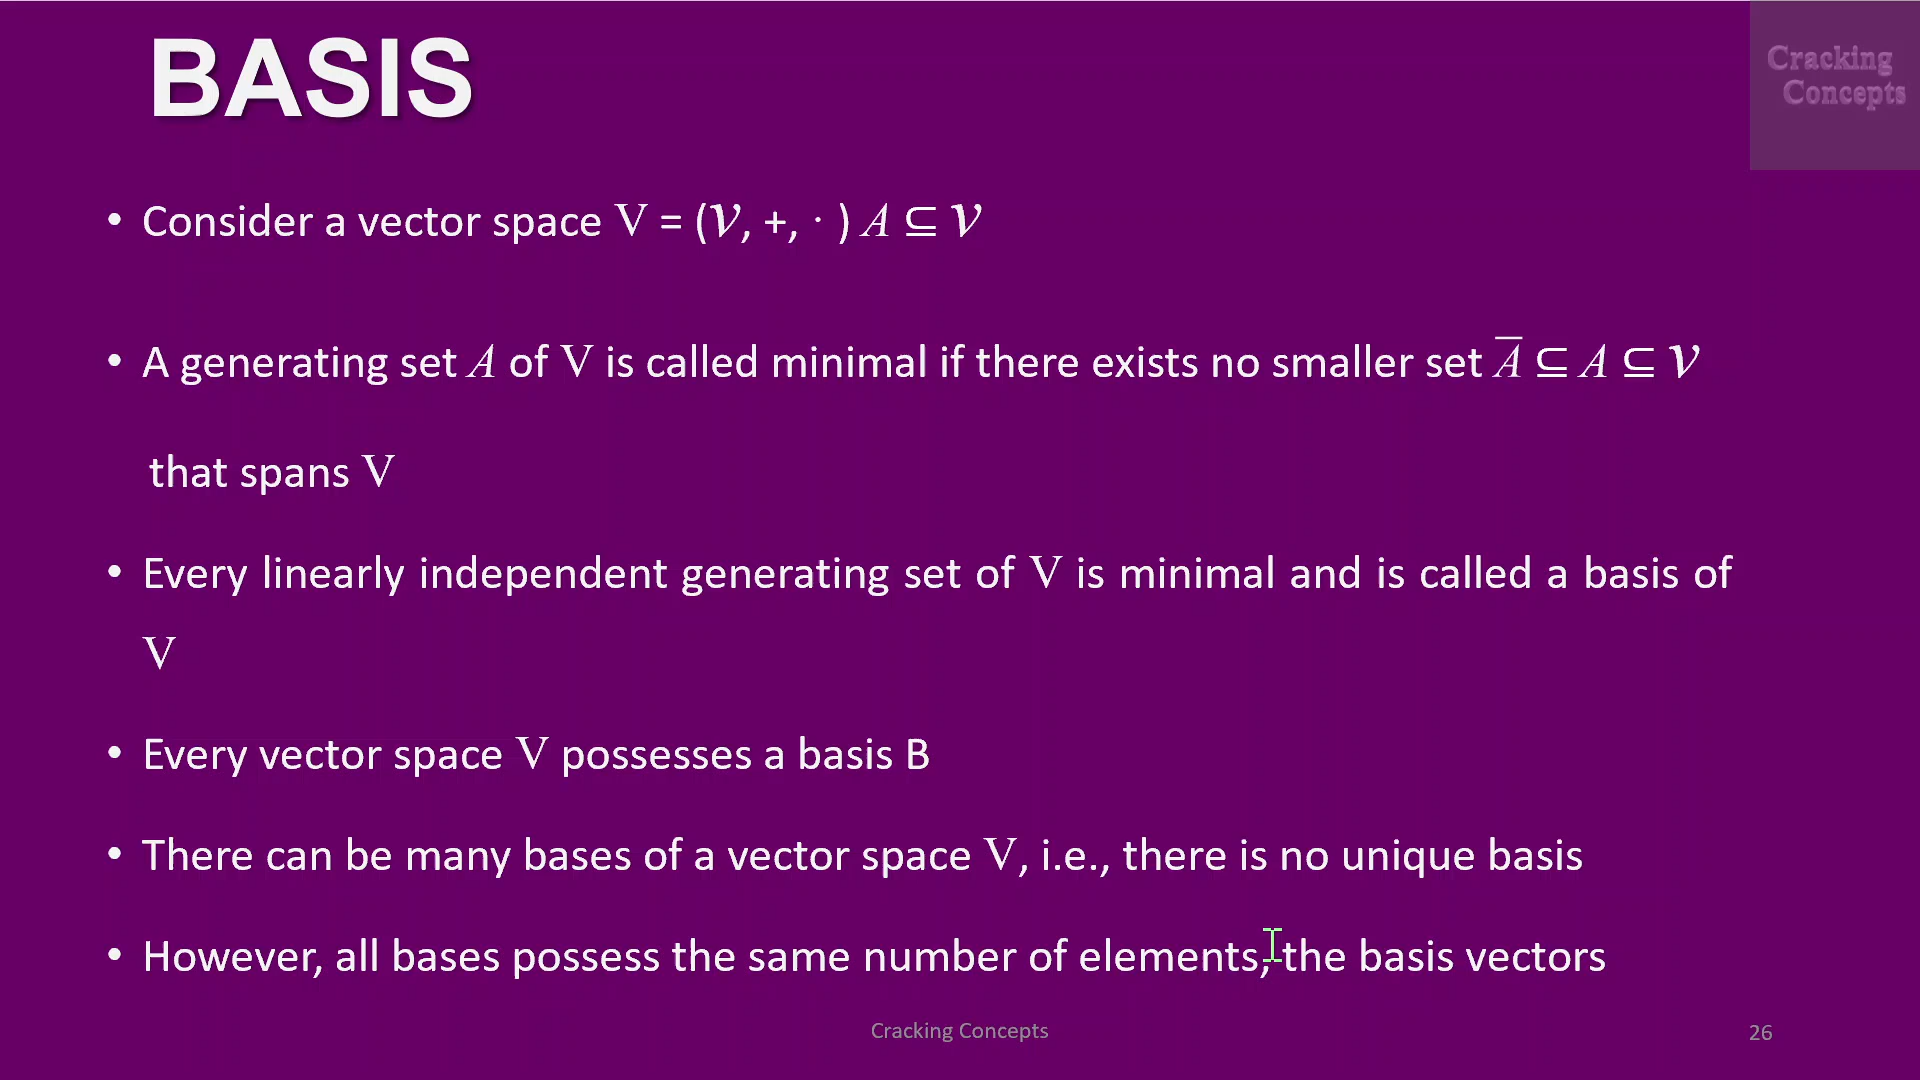 BASIS
Cracking
Concepts
• Consider a vector space V = (𝒱, +, · ) A ⊆ 𝒱
• A generating set A of V is called minimal if there exists no smaller set A̅ ⊆ A ⊆ 𝒱
that spans V
• Every linearly independent generating set of V is minimal and is called a basis of
V
• Every vector space V possesses a basis B
• There can be many bases of a vector space V, i.e., there is no unique basis
• However, all bases possess the same number of elements, the basis vectors
Cracking Concepts
26